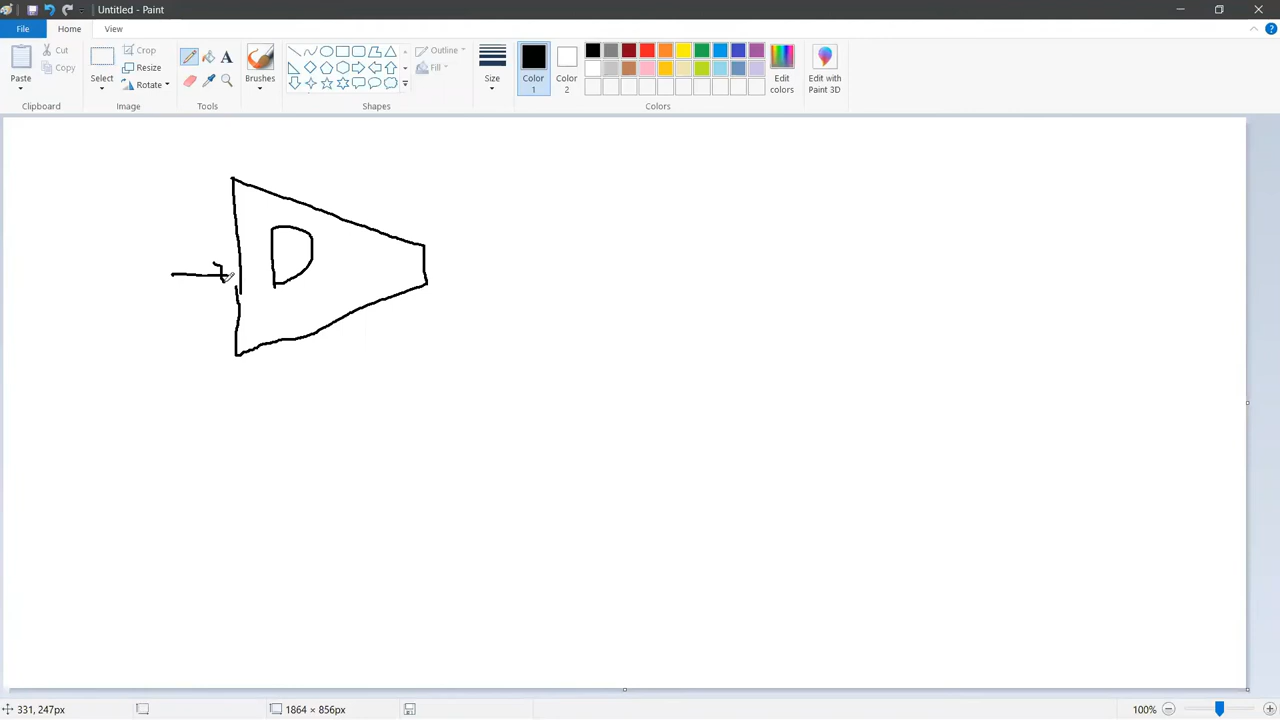 Untitled - Paint
File Home View
Paste
Cut
Copy
Clipboard
Select
Crop
Resize
Rotate
Image
A
Tools
Brushes
Outline
Fill
Shapes
Size
Color 1
Color 2
Edit colors
Colors
Edit with Paint 3D
D
331, 247px
1864 × 856px
100%